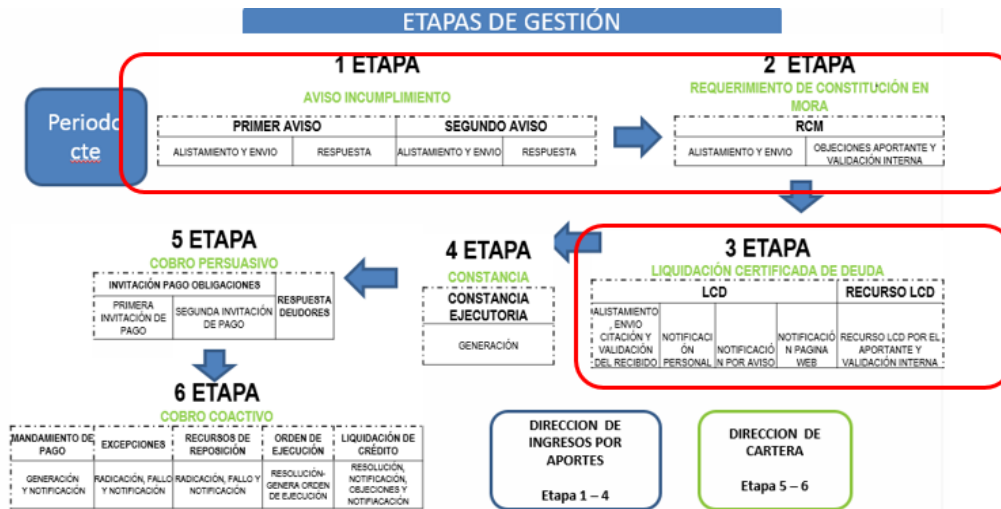 ETAPAS DE GESTIÓN
1 ETAPA
AVISO INCUMPLIMIENTO
2 ETAPA
REQUERIMIENTO DE CONSTITUCIÓN EN
MORA
Periodo
cte
PRIMER AVISO
SEGUNDO AVISO
ALISTAMIENTO Y ENVIO
RESPUESTA
ALISTAMIENTO Y ENVIO
RESPUESTA
RCM
ALISTAMIENTO Y ENVIO
OBJECIONES APORTANTE Y
VALIDACIÓN INTERNA
3 ETAPA
LIQUIDACIÓN CERTIFICADA DE DEUDA
LCD
RECURSO LCD
ALISTAMIENTO
, ENVIO
CITACIÓN Y
VALIDACIÓN
DEL RECIBIDO
NOTIFICACI
ÓN
PERSONAL
NOTIFICACIÓ
N POR AVISO
NOTIFICACIÓ
N PAGINA
WEB
RECURSO LCD POR EL
APORTANTE Y
VALIDACIÓN INTERNA
4 ETAPA
CONSTANCIA
CONSTANCIA
EJECUTORIA
GENERACIÓN
5 ETAPA
COBRO PERSUASIVO
INVITACIÓN PAGO OBLIGACIONES
RESPUESTA
DEUDORES
PRIMERA
INVITACIÓN DE
PAGO
SEGUNDA INVITACIÓN
DE PAGO
6 ETAPA
COBRO COACTIVO
MANDAMIENTO DE
PAGO
EXCEPCIONES
RECURSOS DE
REPOSICIÓN
ORDEN DE
EJECUCIÓN
LIQUIDACIÓN DE
CRÉDITO
GENERACIÓN
Y NOTIFICACIÓN
RADICACIÓN, FALLO
Y NOTIFICACIÓN
RADICACIÓN, FALLO Y
NOTIFICACIÓN
RESOLUCIÓN-
GENERA ORDEN
DE EJECUCIÓN
RESOLUCIÓN,
NOTIFICACIÓN,
OBJECIONES Y
NOTIFIACACIÓN
DIRECCION DE
INGRESOS POR
APORTES
Etapa 1 – 4
DIRECCION DE
CARTERA
Etapa 5 – 6